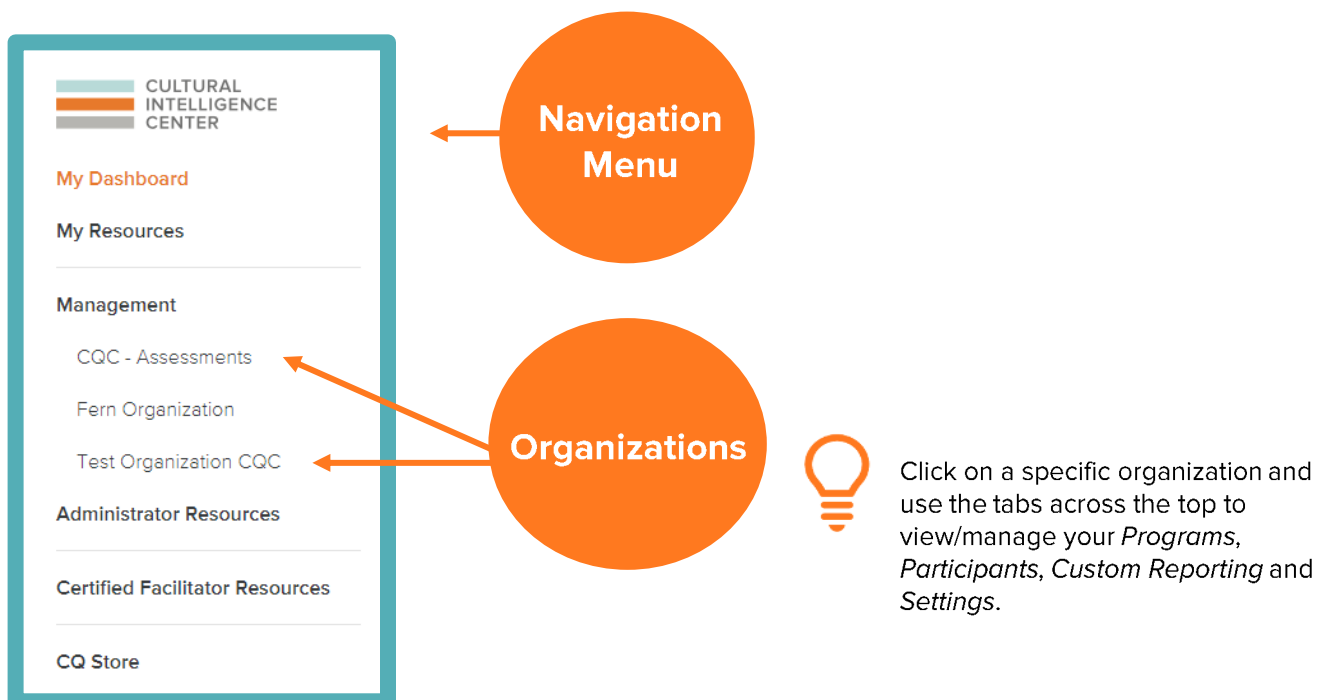 CULTURAL
INTELLIGENCE
CENTER
My Dashboard
My Resources
Management
CQC - Assessments
Fern Organization
Test Organization CQC
Administrator Resources
Certified Facilitator Resources
CQ Store
Navigation
Menu
Organizations
Click on a specific organization and
use the tabs across the top to
view/manage your Programs,
Participants, Custom Reporting and
Settings.